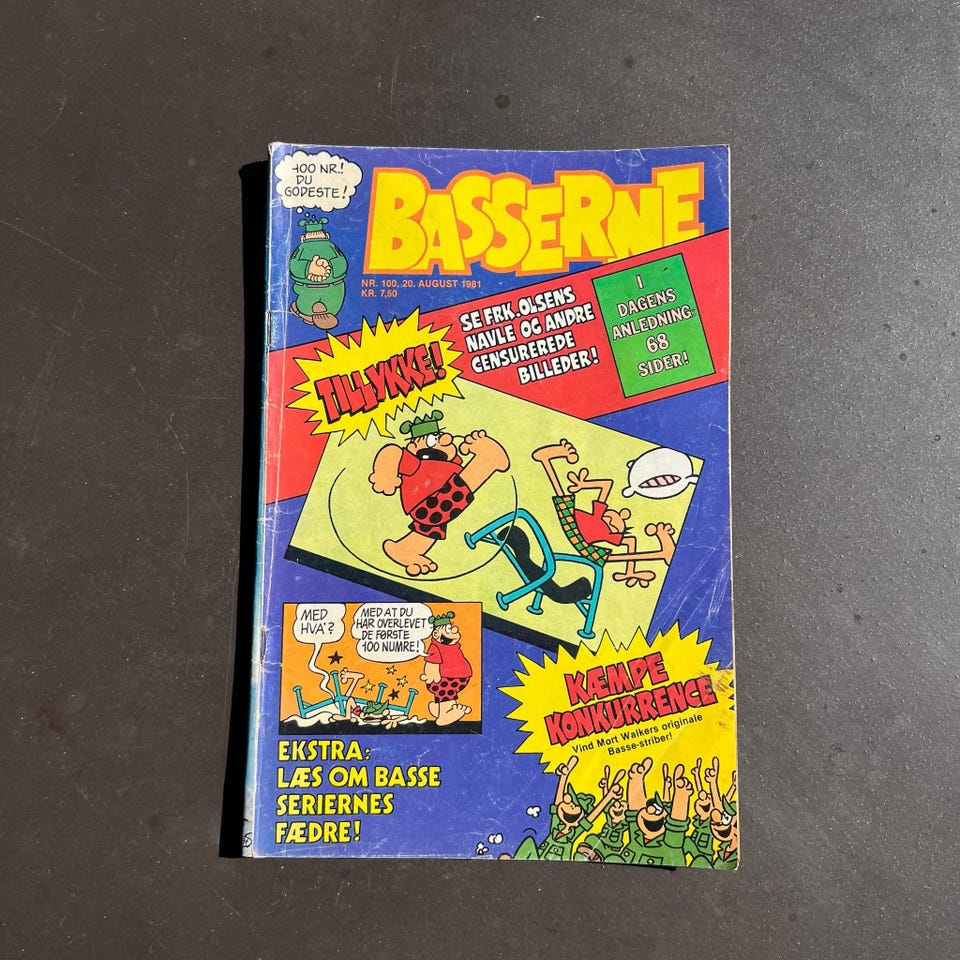 100 NR.!
DU
GODESTE!
BASSERNE
NR. 100, 20. AUGUST 1981
KR. 7,50
SE FRK. OLSENS
NAVLE OG ANDRE
CENSUREREDE
BILLEDER!
I
DAGENS
ANLEDNING
68
SIDER!
TILLYKKE!
MED
HVA'?
MED AT DU
HAR OVERLEVET
DE FØRSTE
100 NUMRE!
KÆMPE
KONKURRENCE
Vind Mort Walkers originale
Basse-striber!
EKSTRA:
LÆS OM BASSE
SERIERNES
FÆDRE!